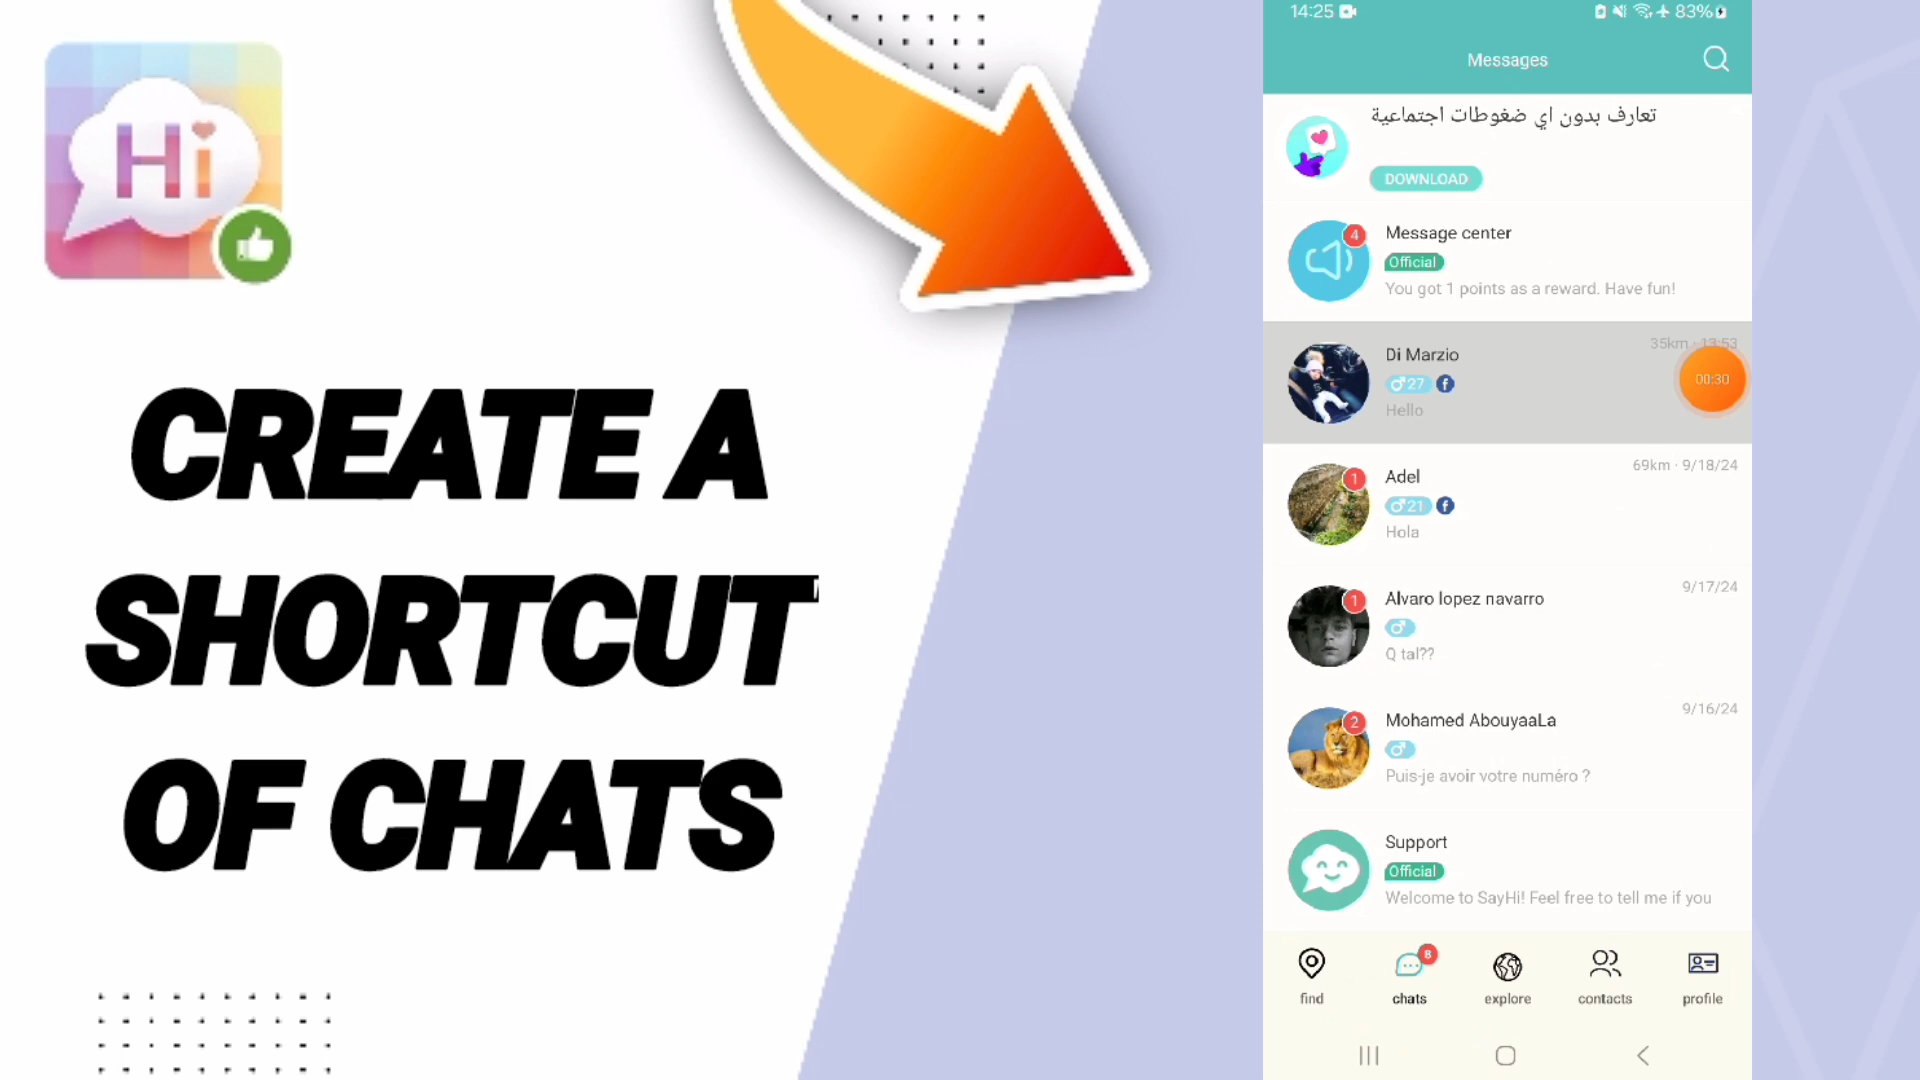 Hi
CREATE A
SHORTCUT
OF CHATS
14:25
83%
Messages
تعارف بدون اي ضغوطات اجتماعية
DOWNLOAD
4
Message center
Official
You got 1 points as a reward. Have fun!
Di Marzio
35km · 13:53
27
00:30
Hello
1
Adel
69km · 9/18/24
21
Hola
1
Alvaro lopez navarro
9/17/24
Q tal??
2
Mohamed AbouyaaLa
9/16/24
Puis-je avoir votre numéro ?
Support
Official
Welcome to SayHi! Feel free to tell me if you
8
find
chats
explore
contacts
profile